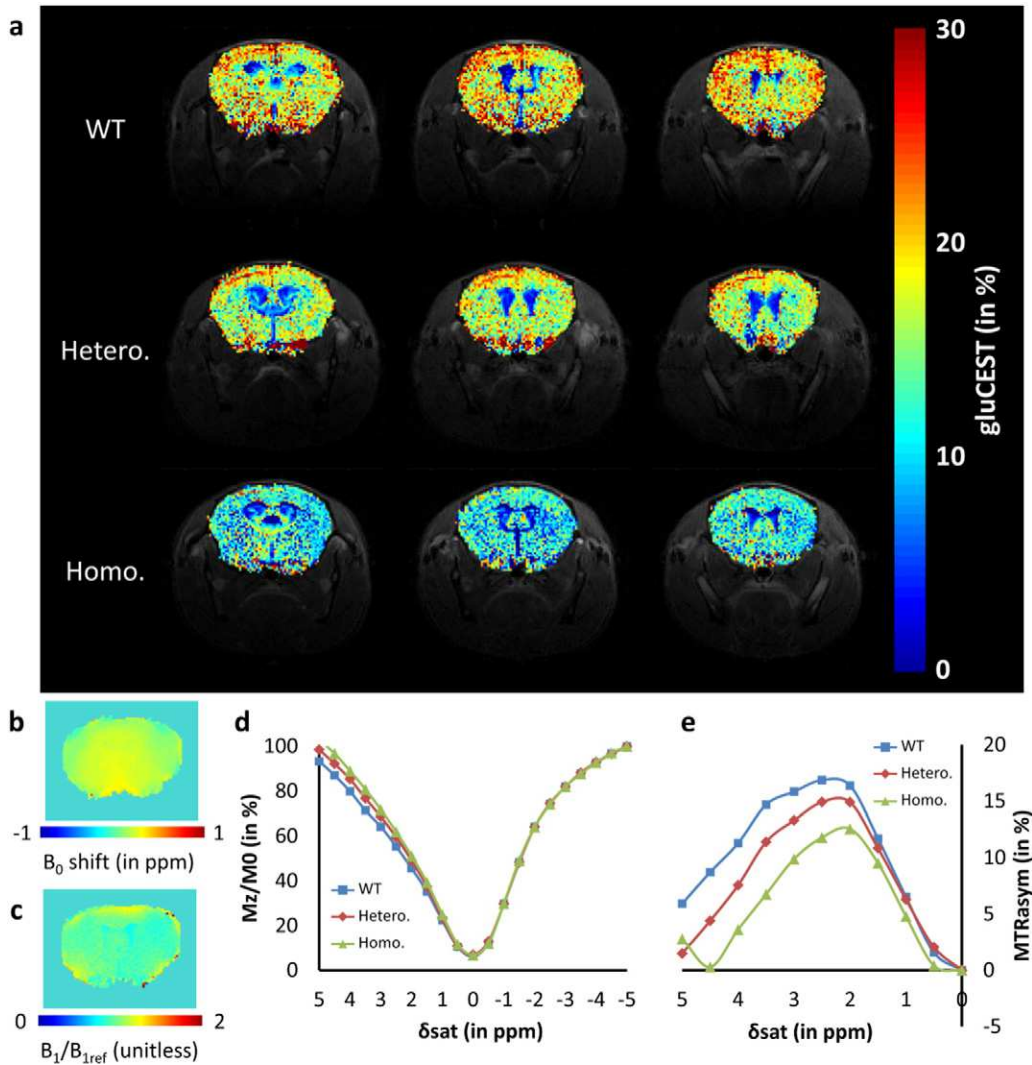 a
30
WT
20
Hetero.
gluCEST (in %)
10
Homo.
0
b
-1 1
B₀ shift (in ppm)
c
0 2
B₁/B₁ref (unitless)
d
100
80
60
40
20
0
Mz/M0 (in %)
WT
Hetero.
Homo.
5 4 3 2 1 0 -1 -2 -3 -4 -5
δsat (in ppm)
e
WT
Hetero.
Homo.
20
15
10
5
0
-5
MTRasym (in %)
5 4 3 2 1 0
δsat (in ppm)